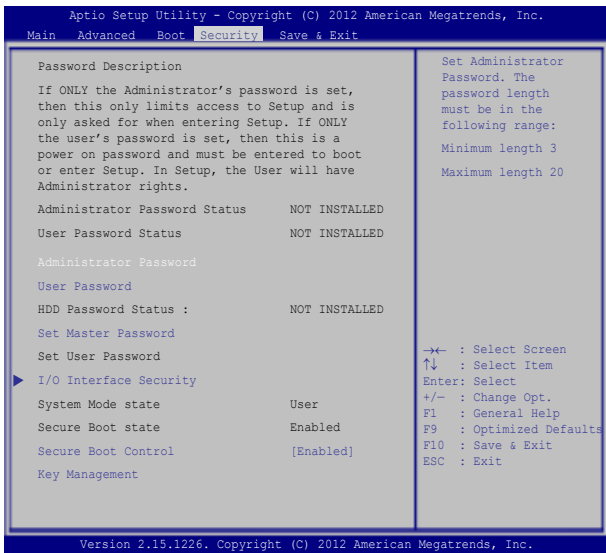 Aptio Setup Utility - Copyright (C) 2012 American Megatrends, Inc.
Main Advanced Boot Security Save & Exit
Password Description
If ONLY the Administrator's password is set,
then this only limits access to Setup and is
only asked for when entering Setup. If ONLY
the user's password is set, then this is a
power on password and must be entered to boot
or enter Setup. In Setup, the User will have
Administrator rights.
Administrator Password Status NOT INSTALLED
User Password Status NOT INSTALLED
Administrator Password
User Password
HDD Password Status : NOT INSTALLED
Set Master Password
Set User Password
I/O Interface Security
System Mode state User
Secure Boot state Enabled
Secure Boot Control [Enabled]
Key Management
Set Administrator
Password. The
password length
must be in the
following range:
Minimum length 3
Maximum length 20
→← : Select Screen
↑↓ : Select Item
Enter: Select
+/— : Change Opt.
F1 : General Help
F9 : Optimized Defaults
F10 : Save & Exit
ESC : Exit
Version 2.15.1226. Copyright (C) 2012 American Megatrends, Inc.